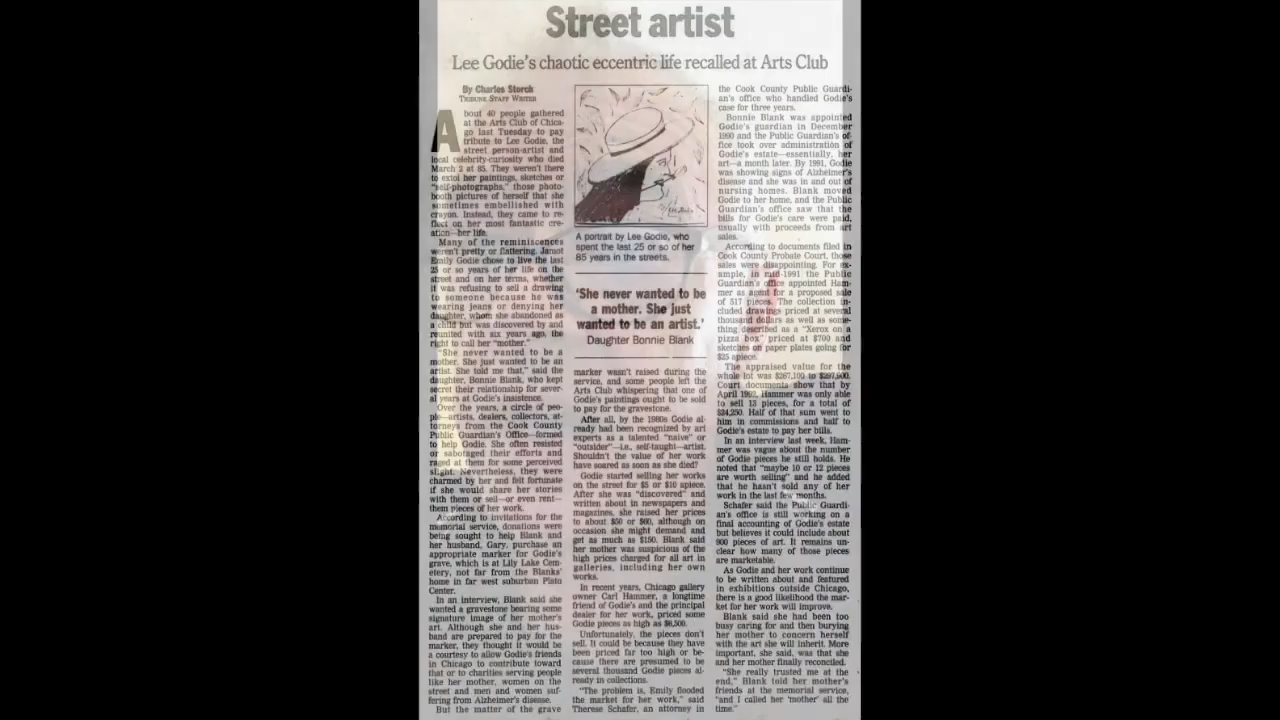 Street artist
Lee Godie's chaotic eccentric life recalled at Arts Club
By Charles Storch
TRIBUNE STAFF WRITER
About 40 people gathered
at the Arts Club of Chica-
go last Tuesday to pay
tribute to Lee Godie, the
street person-artist and
local celebrity-curiosity who died
March 2 at 85. They weren't there
to extol her paintings, sketches or
"self-photographs," those photo-
booth pictures of herself that she
sometimes embellished with
crayon. Instead, they came to re-
flect on her most fantastic cre-
ation—her life.
Many of the reminiscences
weren't pretty or flattering. Jamot
Emily Godie chose to live the last
25 or so years of her life on the
street and on her terms, whether
it was refusing to sell a drawing
to someone because he was
wearing jeans or denying her
daughter, whom she abandoned as
a child but was discovered by and
reunited with six years ago, the
right to call her "mother."
"She never wanted to be a
mother. She just wanted to be an
artist. She told me that," said the
daughter, Bonnie Blank, who kept
secret their relationship for sever-
al years at Godie's insistence.
Over the years, a circle of peo-
ple—artists, dealers, collectors, at-
torneys from the Cook County
Public Guardian's Office—formed
to help Godie. She often resisted
or sabotaged their efforts and
raged at them for some perceived
slight. Nevertheless, they were
charmed by her and felt fortunate
if she would share her stories
with them or sell—or even rent—
them pieces of her work.
According to invitations for the
memorial service, donations were
being sought to help Blank and
her husband, Gary, purchase an
appropriate marker for Godie's
grave, which is at Lily Lake Cem-
etery, not far from the Blanks'
home in far west suburban Plato
Center.
In an interview, Blank said she
wanted a gravestone bearing some
signature image of her mother's
art. Although she and her hus-
band are prepared to pay for the
marker, they thought it would be
a courtesy to allow Godie's friends
in Chicago to contribute toward
that or to charities serving people
like her mother, women on the
street and men and women suf-
fering from Alzheimer's disease.
But the matter of the grave
A portrait by Lee Godie, who
spent the last 25 or so of her
85 years in the streets.
'She never wanted to be
a mother. She just
wanted to be an artist.'
Daughter Bonnie Blank
marker wasn't raised during the
service, and some people left the
Arts Club whispering that one of
Godie's paintings ought to be sold
to pay for the gravestone.
After all, by the 1980s Godie al-
ready had been recognized by art
experts as a talented "naive" or
"outsider"—i.e., self-taught—artist.
Shouldn't the value of her work
have soared as soon as she died?
Godie started selling her works
on the street for $5 or $10 apiece.
After she was "discovered" and
written about in newspapers and
magazines, she raised her prices
to about $50 or $60, although on
occasion she might demand and
get as much as $150. Blank said
her mother was suspicious of the
high prices charged for all art in
galleries, including her own
works.
In recent years, Chicago gallery
owner Carl Hammer, a longtime
friend of Godie's and the principal
dealer for her work, priced some
Godie pieces as high as $6,500.
Unfortunately, the pieces don't
sell. It could be because they have
been priced far too high or be-
cause there are presumed to be
several thousand Godie pieces al-
ready in collections.
"The problem is, Emily flooded
the market for her work," said
Therese Schafer, an attorney in
the Cook County Public Guardi-
an's office who handled Godie's
case for three years.
Bonnie Blank was appointed
Godie's guardian in December
1990 and the Public Guardian's of-
fice took over administration of
Godie's estate—essentially, her
art—a month later. By 1991, Godie
was showing signs of Alzheimer's
disease and she was in and out of
nursing homes. Blank moved
Godie to her home, and the Public
Guardian's office saw that the
bills for Godie's care were paid,
usually with proceeds from art
sales.
According to documents filed in
Cook County Probate Court, those
sales were disappointing. For ex-
ample, in mid-1991 the Public
Guardian's office appointed Ham-
mer as agent for a proposed sale
of 517 pieces. The collection in-
cluded drawings priced at several
thousand dollars as well as some-
thing described as a "Xerox on a
pizza box" priced at $700 and
sketches on paper plates going for
$25 apiece.
The appraised value for the
whole lot was $267,100 to
Court documents show that by
April 1992, Hammer was only able
to sell 13 pieces, for a total of
$24,250. Half of that sum went to
him in commissions and half to
Godie's estate to pay her bills.
In an interview last week, Ham-
mer was vague about the number
of Godie pieces he still holds. He
noted that "maybe 10 or 12 pieces
are worth selling" and he added
that he hasn't sold any of her
work in the last few months.
Schafer said the Public Guardi-
an's office is still working on a
final accounting of Godie's estate
but believes it could include about
900 pieces of art. It remains un-
clear how many of those pieces
are marketable.
As Godie and her work continue
to be written about and featured
in exhibitions outside Chicago,
there is a good likelihood the mar-
ket for her work will improve.
Blank said she had been too
busy caring for and then burying
her mother to concern herself
with the art she will inherit. More
important, she said, was that she
and her mother finally reconciled.
"She really trusted me at the
end," Blank told her mother's
friends at the memorial service,
"and I called her 'mother' all the
time."